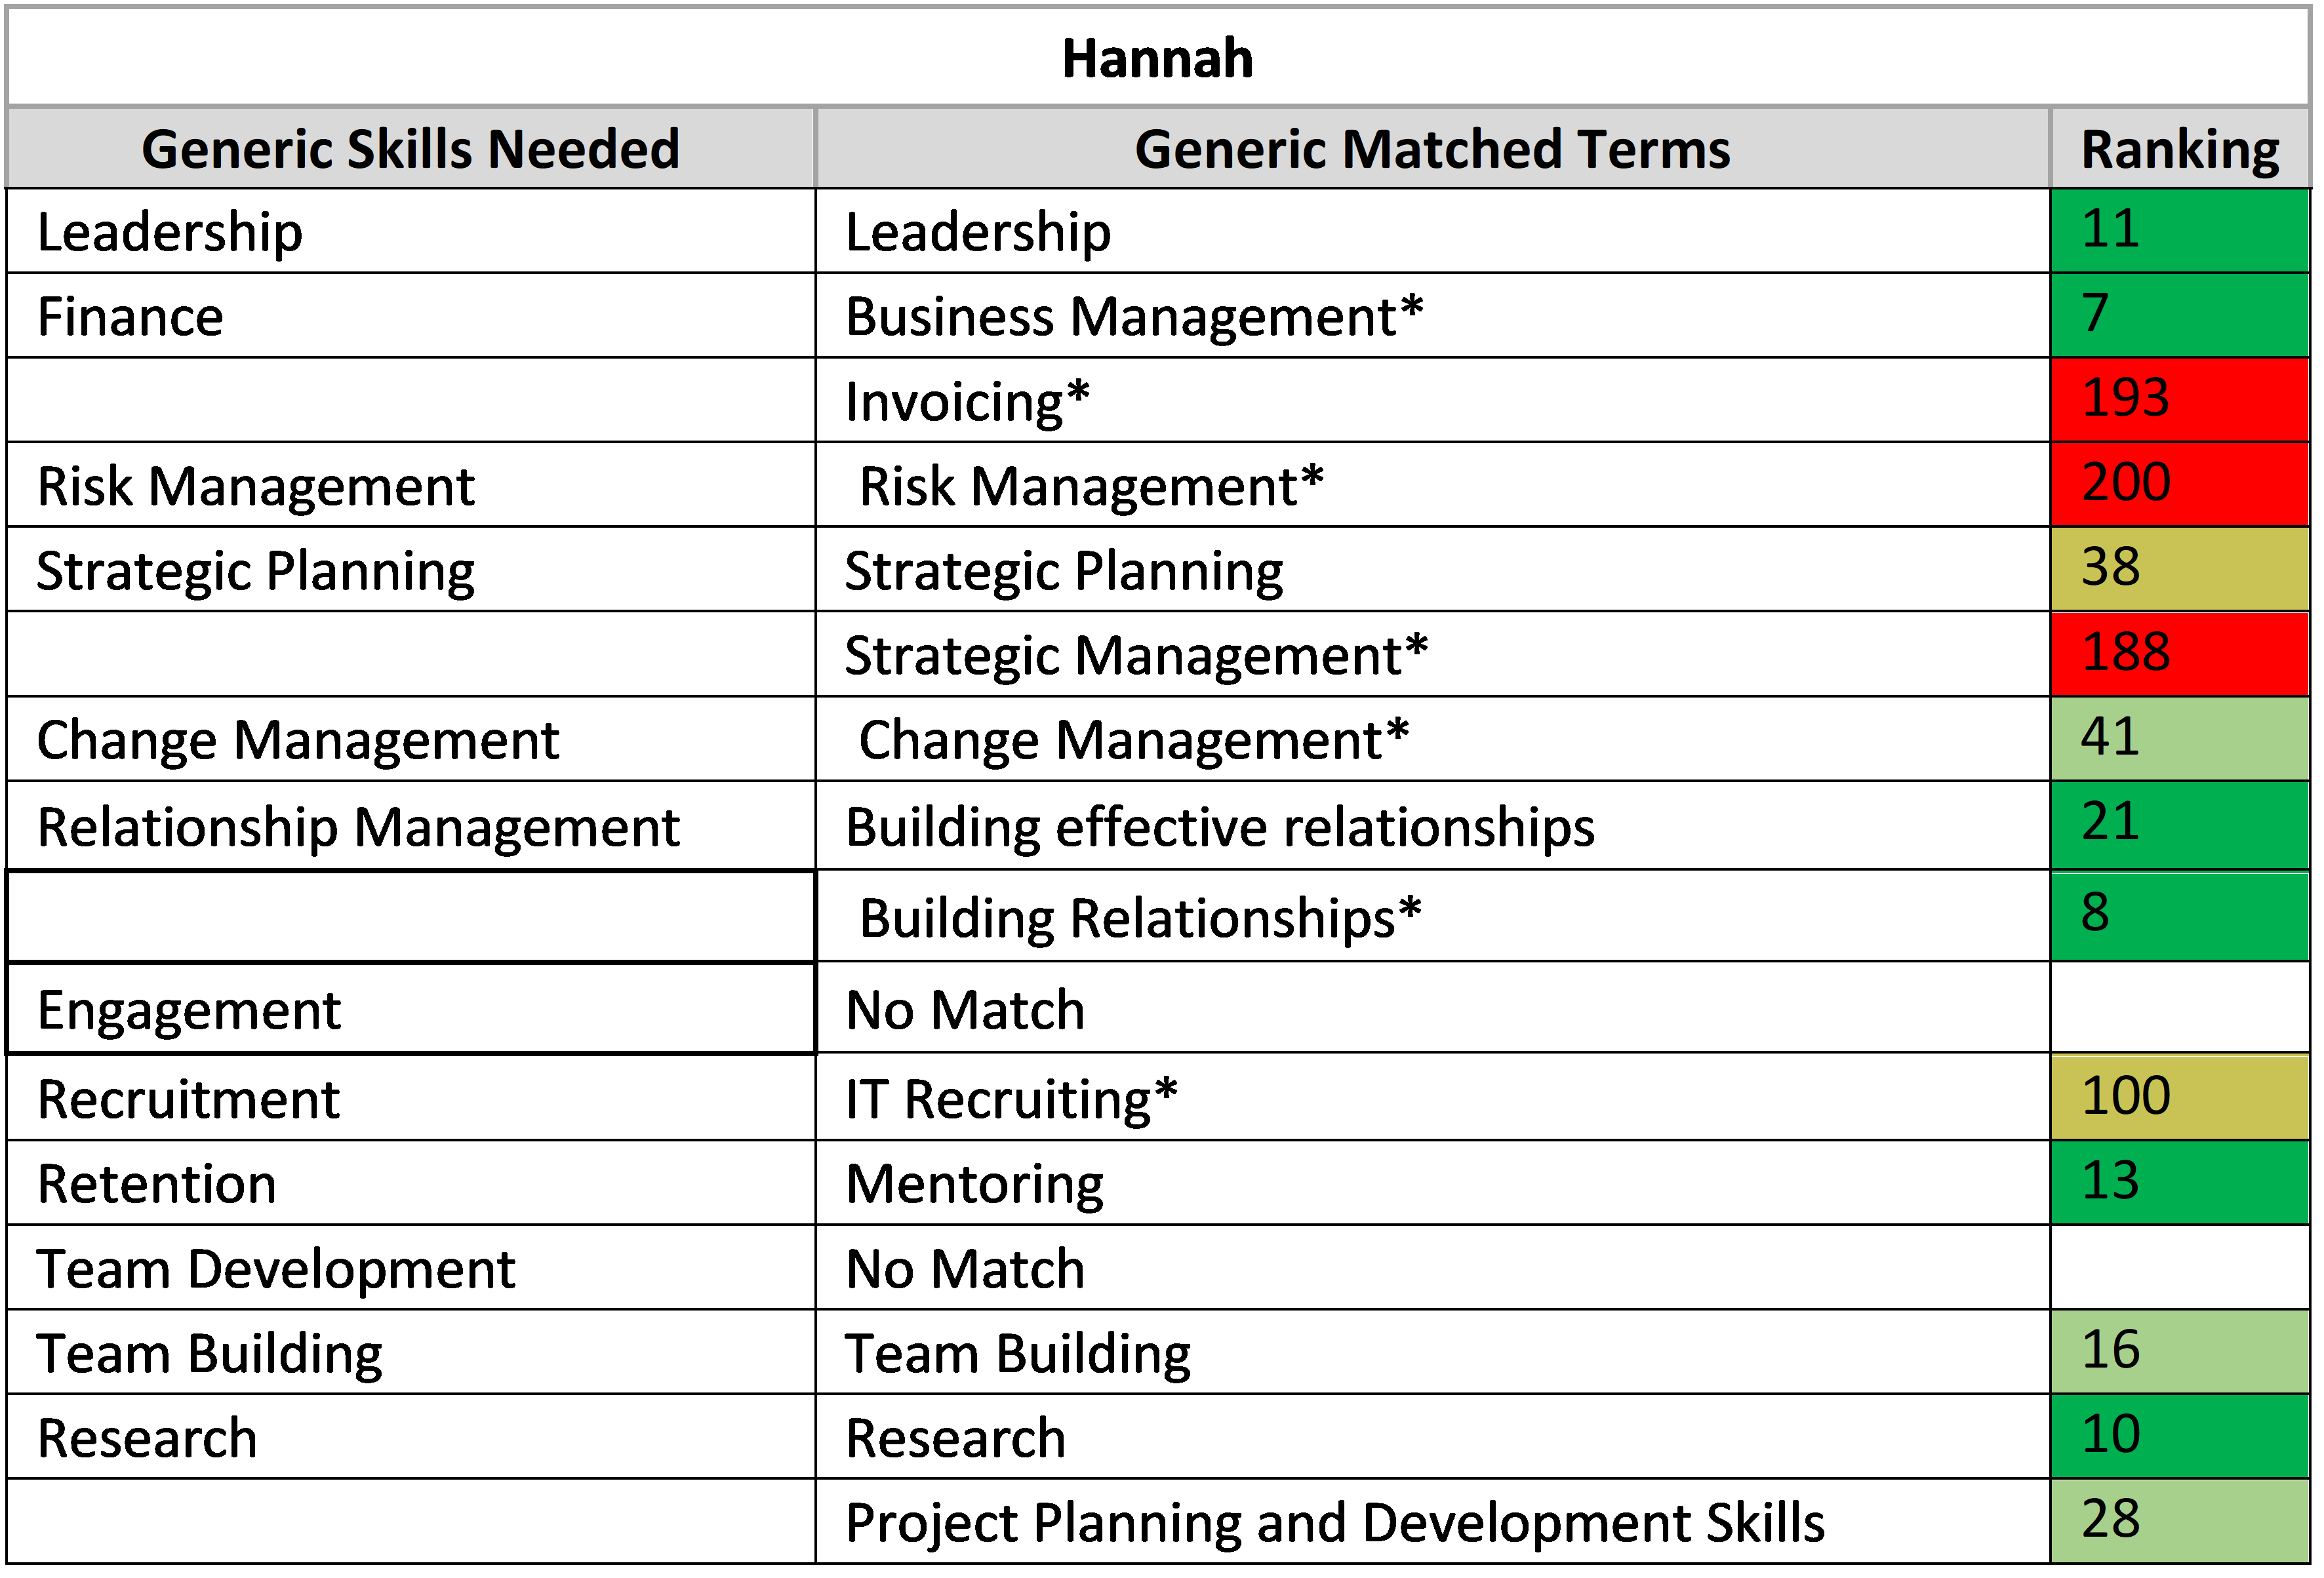 Hannah
Generic Skills Needed Generic Matched Terms Ranking
Leadership Leadership 11
Finance Business Management* 7
Invoicing* 193
Risk Management Risk Management* 200
Strategic Planning Strategic Planning 38
Strategic Management* 188
Change Management Change Management* 41
Relationship Management Building effective relationships 21
Building Relationships* 8
Engagement No Match
Recruitment IT Recruiting* 100
Retention Mentoring 13
Team Development No Match
Team Building Team Building 16
Research Research 10
Project Planning and Development Skills 28